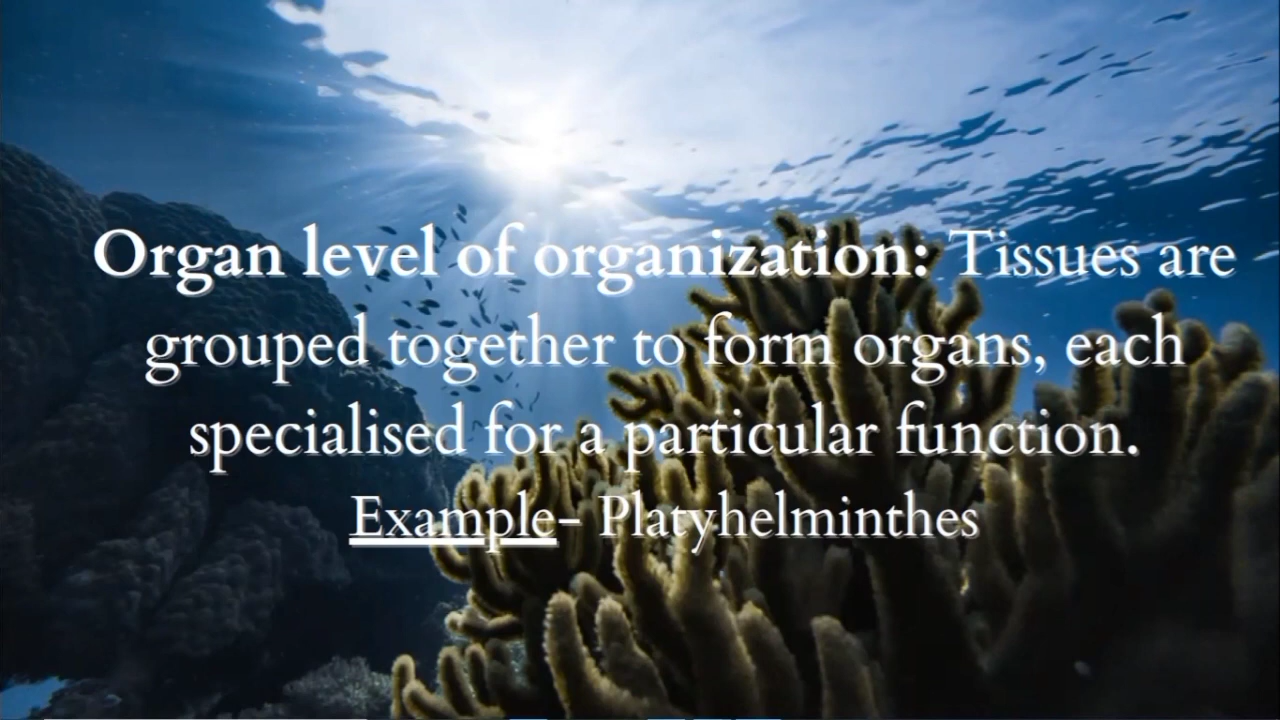 Organ level of organization: Tissues are
grouped together to form organs, each
specialised for a particular function.
Example- Platyhelminthes